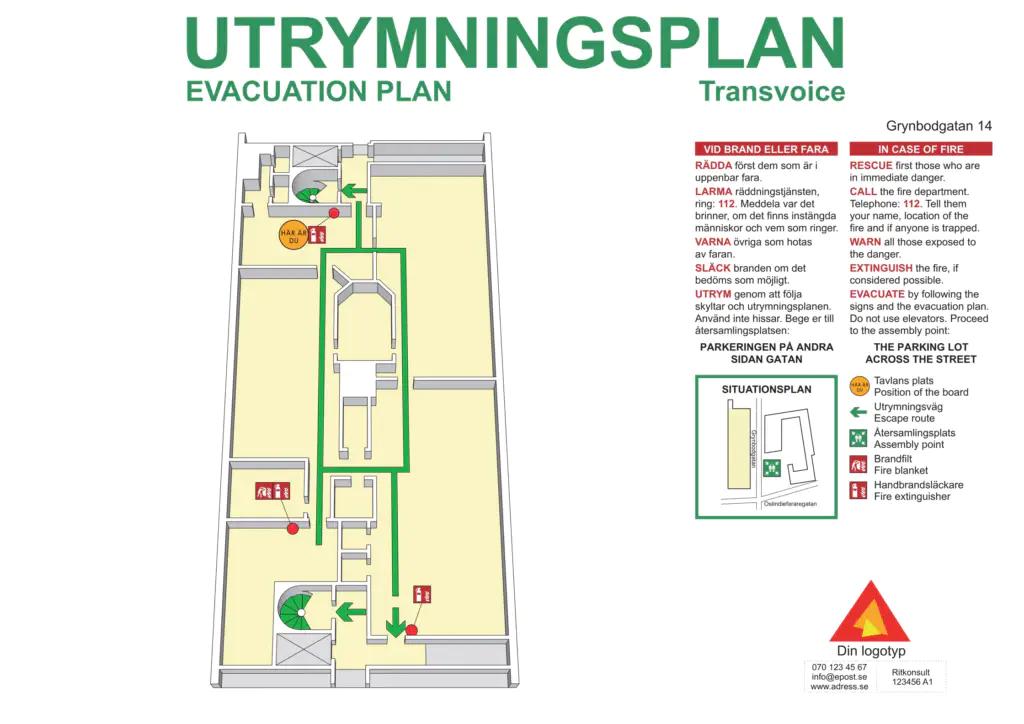 UTRYMNINGSPLAN
EVACUATION PLAN
Transvoice
Grynbodgatan 14
VID BRAND ELLER FARA
RÄDDA först dem som är i
uppenbar fara.
LARMA räddningstjänsten,
ring: 112. Meddela var det
brinner, om det finns instängda
människor och vem som ringer.
VARNA övriga som hotas
av faran.
SLÄCK branden om det
bedöms som möjligt.
UTRYM genom att följa
skyltar och utrymningsplanen.
Använd inte hissar. Bege er till
återsamlingsplatsen:
PARKERINGEN PÅ ANDRA
SIDAN GATAN
IN CASE OF FIRE
RESCUE first those who are
in immediate danger.
CALL the fire department.
Telephone: 112. Tell them
your name, location of the
fire and if anyone is trapped.
WARN all those exposed to
the danger.
EXTINGUISH the fire, if
considered possible.
EVACUATE by following the
signs and the evacuation plan.
Do not use elevators. Proceed
to the assembly point:
THE PARKING LOT
ACROSS THE STREET
HÄR ÄR
DU
SITUATIONSPLAN
Grynbodgatan
Ostindiefararegatan
HÄR ÄR
DU
Tavlans plats
Position of the board
Utrymningsväg
Escape route
Återsamlingsplats
Assembly point
Brandfilt
Fire blanket
Handbrandsläckare
Fire extinguisher
Din logotyp
070 123 45 67
info@epost.se
www.adress.se
Ritkonsult
123456 A1